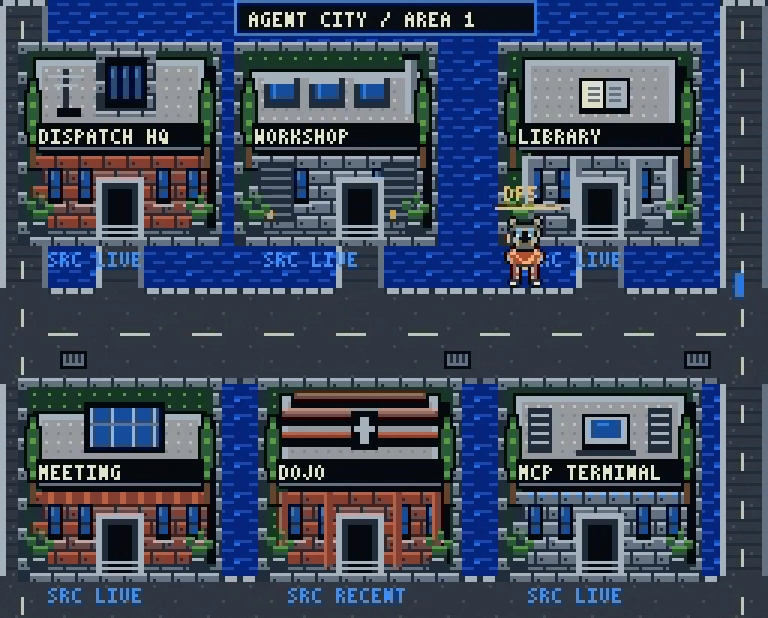 AGENT CITY / AREA 1
DISPATCH HQ
WORKSHOP
LIBRARY
SRC LIVE
SRC LIVE
LIVE
MEETING
DOJO
MCP TERMINAL
SRC LIVE
SRC RECENT
SRC LIVE